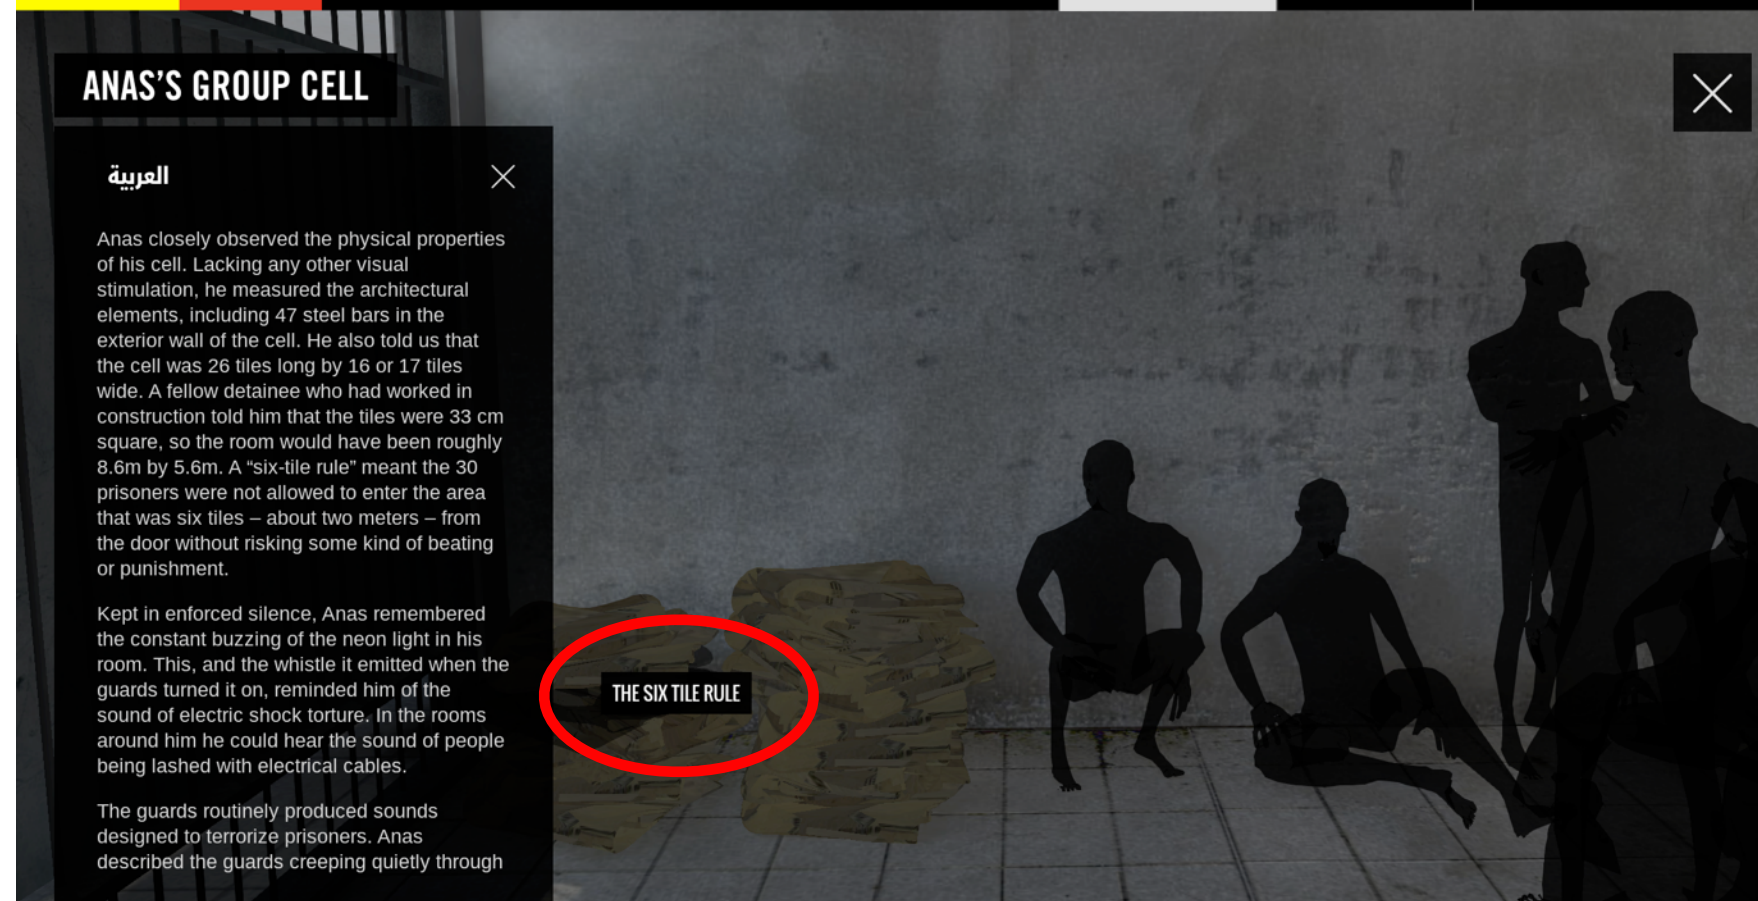 ANAS’S GROUP CELL
العربية
Anas closely observed the physical properties
of his cell. Lacking any other visual
stimulation, he measured the architectural
elements, including 47 steel bars in the
exterior wall of the cell. He also told us that
the cell was 26 tiles long by 16 or 17 tiles
wide. A fellow detainee who had worked in
construction told him that the tiles were 33 cm
square, so the room would have been roughly
8.6m by 5.6m. A “six-tile rule” meant the 30
prisoners were not allowed to enter the area
that was six tiles – about two meters – from
the door without risking some kind of beating
or punishment.
Kept in enforced silence, Anas remembered
the constant buzzing of the neon light in his
room. This, and the whistle it emitted when the
guards turned it on, reminded him of the
sound of electric shock torture. In the rooms
around him he could hear the sound of people
being lashed with electrical cables.
The guards routinely produced sounds
designed to terrorize prisoners. Anas
described the guards creeping quietly through
THE SIX TILE RULE